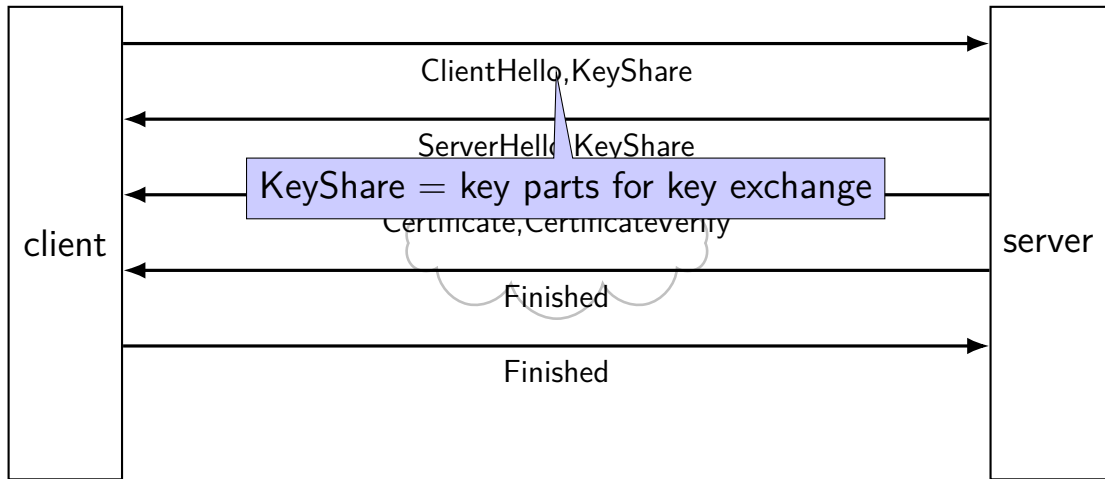 ClientHello,KeyShare
ServerHello,KeyShare
KeyShare = key parts for key exchange
Certificate,CertificateVerify
client
server
Finished
Finished